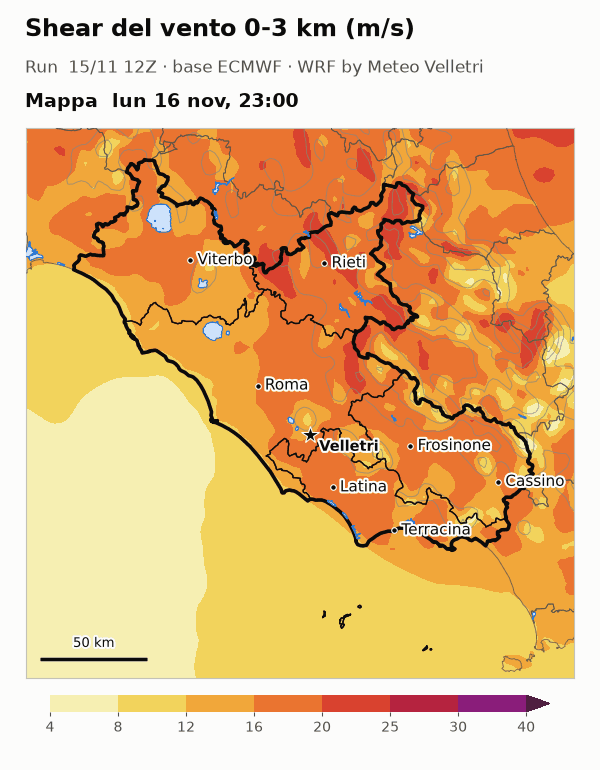 Shear del vento 0-3 km (m/s)
Run  15/11 12Z · base ECMWF · WRF by Meteo Velletri
Mappa  lun 16 nov, 23:00
Viterbo
Rieti
Roma
Velletri
Frosinone
Latina
Cassino
Terracina
50 km
4 8 12 16 20 25 30 40